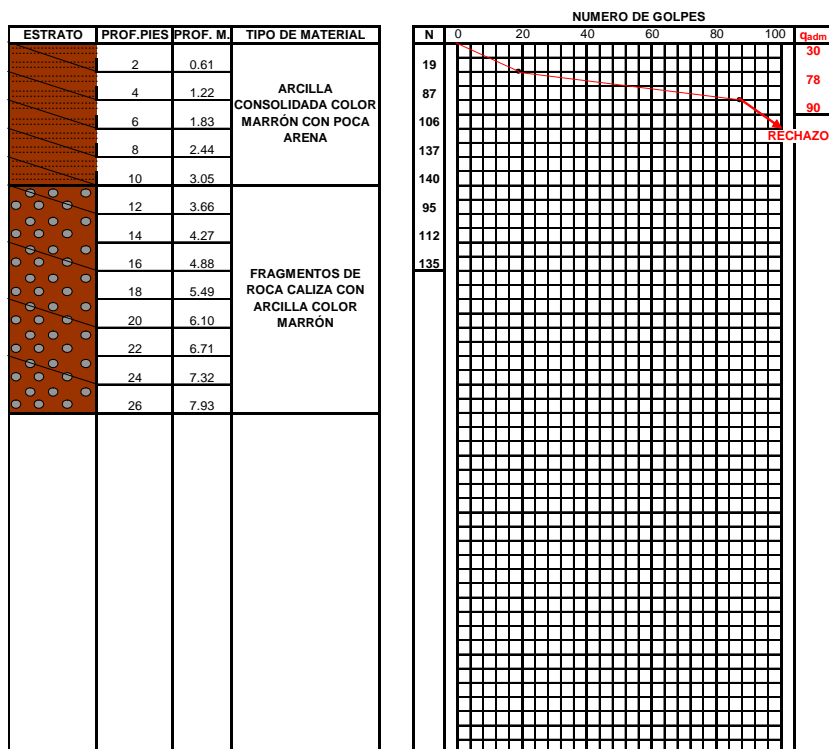 NUMERO DE GOLPES
ESTRATO PROF.PIES PROF. M. TIPO DE MATERIAL N 0 20 40 60 80 100 qadm
30
2 0.61 19
78
4 1.22 87
90
6 1.83 106
RECHAZO
8 2.44 137
10 3.05 140
ARCILLA
CONSOLIDADA COLOR
MARRÓN CON POCA
ARENA
12 3.66 95
14 4.27 112
16 4.88 135
18 5.49
20 6.10
22 6.71
24 7.32
26 7.93
FRAGMENTOS DE
ROCA CALIZA CON
ARCILLA COLOR
MARRÓN